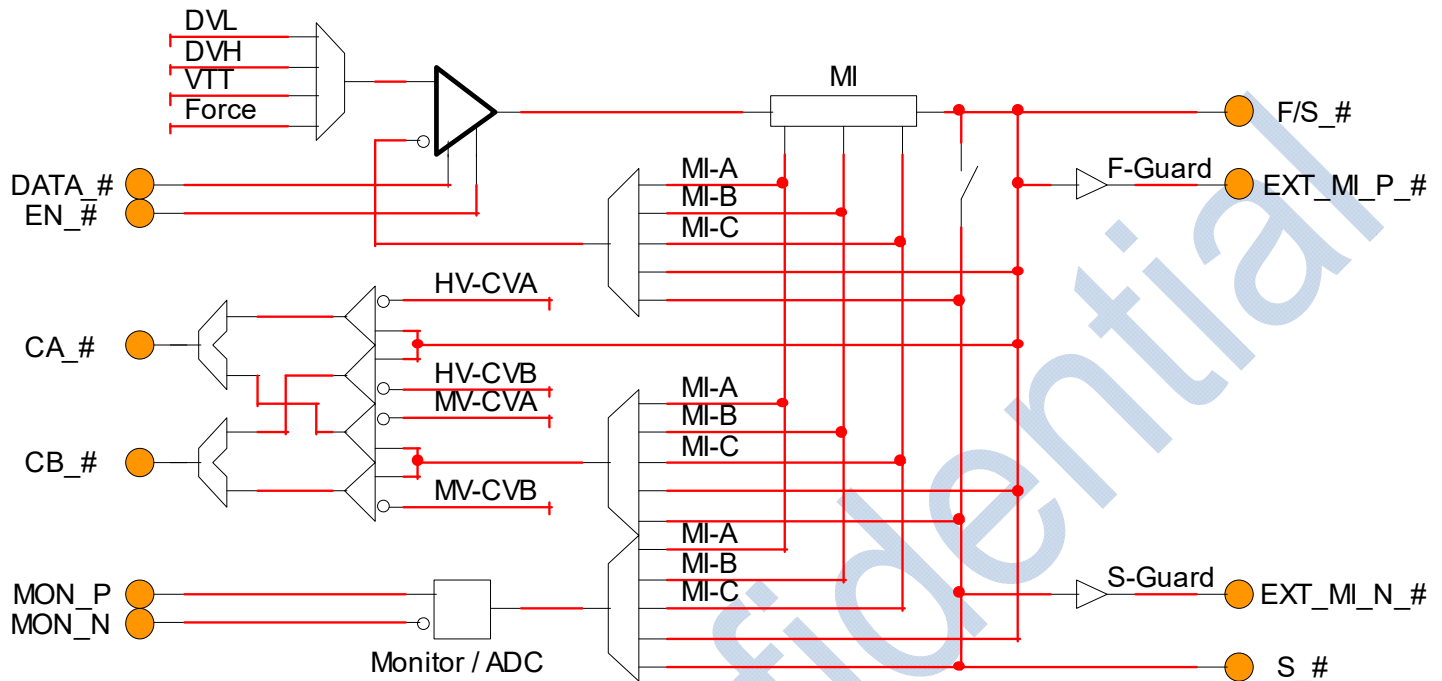 DVL
DVH
VTT
Force
MI
F/S_#
F-Guard
EXT_MI_P_#
DATA_#
EN_#
MI-A
MI-B
MI-C
HV-CVA
CA_#
HV-CVB
MV-CVA
MI-A
MI-B
MI-C
CB_#
MV-CVB
MI-A
MI-B
MI-C
S-Guard
EXT_MI_N_#
MON_P
MON_N
Monitor / ADC
S_#
fidential